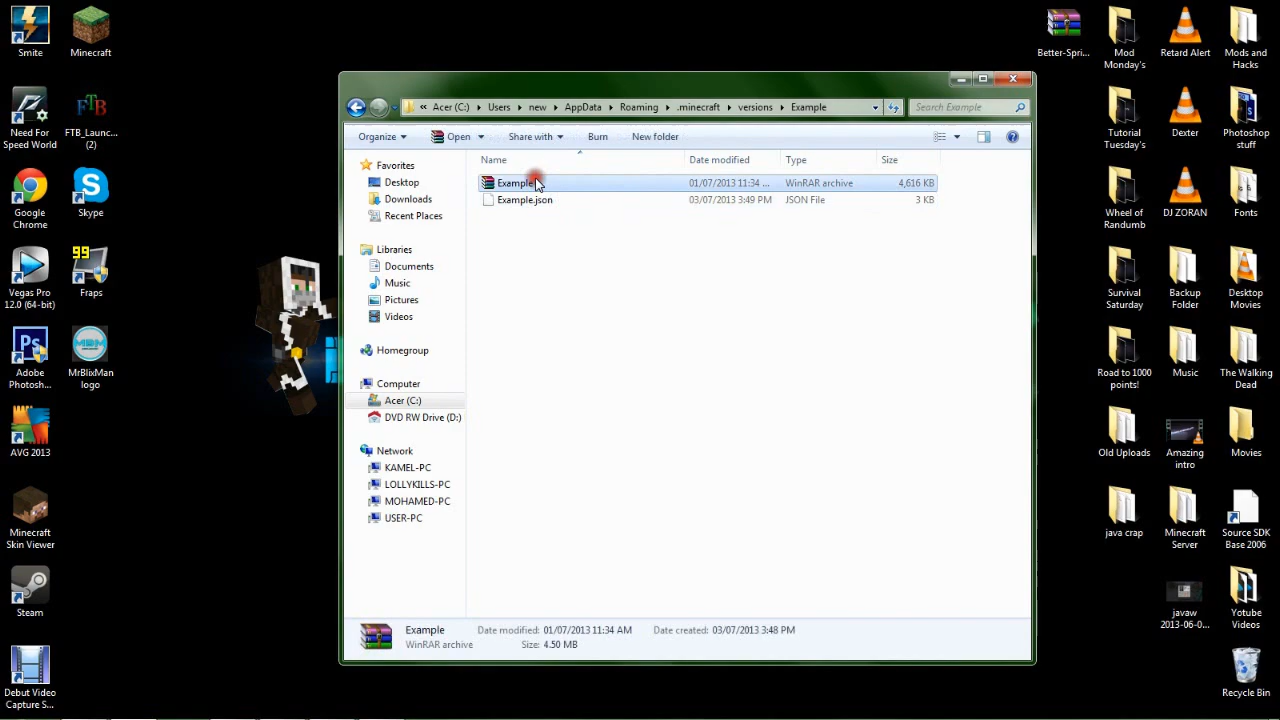 Smite
Minecraft
Need For
Speed World
FTB_Launc...
(2)
Google
Chrome
Skype
Vegas Pro
12.0 (64-bit)
99
Fraps
Ps
Adobe
Photosh...
MBM
MrBlixMan
logo
AVG 2013
Minecraft
Skin Viewer
Steam
Debut Video
Capture S...
« Acer (C:) Users new AppData Roaming .minecraft versions Example
Search Example
Organize Open Share with Burn New folder
Name Date modified Type Size
Example 01/07/2013 11:34 ... WinRAR archive 4,616 KB
Example.json 03/07/2013 3:49 PM JSON File 3 KB
Favorites
Desktop
Downloads
Recent Places
Libraries
Documents
Music
Pictures
Videos
Homegroup
Computer
Acer (C:)
DVD RW Drive (D:)
Network
KAMEL-PC
LOLLYKILLS-PC
MOHAMED-PC
USER-PC
Example Date modified: 01/07/2013 11:34 AM Date created: 03/07/2013 3:48 PM
WinRAR archive Size: 4.50 MB
Better-Spri...
Mod
Monday's
Retard Alert
Mods and
Hacks
Tutorial
Tuesday's
Dexter
Photoshop
stuff
Wheel of
Randumb
DJ ZORAN
Fonts
Survival
Saturday
Backup
Folder
Desktop
Movies
Road to 1000
points!
Music
The Walking
Dead
Old Uploads
Amazing
intro
Movies
java crap
Minecraft
Server
Source SDK
Base 2006
javaw
2013-06-0...
Yotube
Videos
Recycle Bin